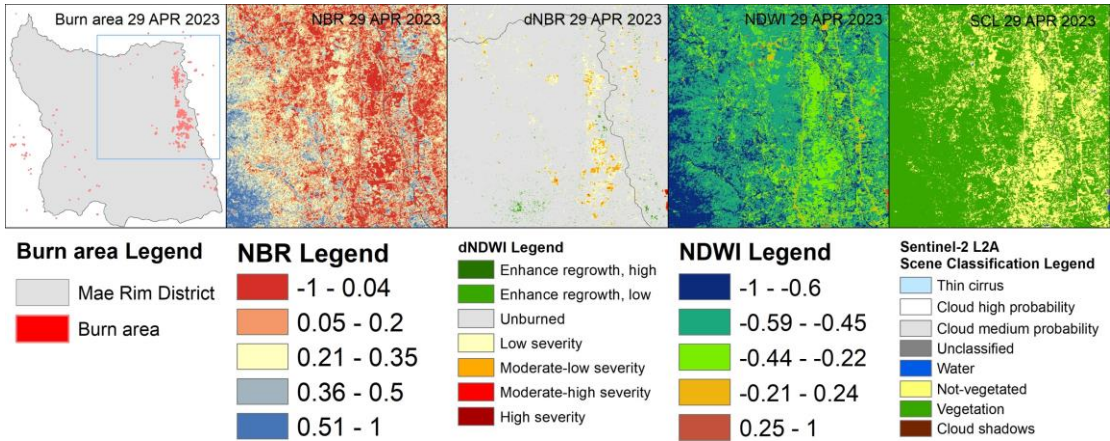 Burn area 29 APR 2023
NBR 29 APR 2023
dNBR 29 APR 2023
NDWI 29 APR 2023
SCL 29 APR 2023
Burn area Legend
Mae Rim District
Burn area
NBR Legend
-1 - 0.04
0.05 - 0.2
0.21 - 0.35
0.36 - 0.5
0.51 - 1
dNDWI Legend
Enhance regrowth, high
Enhance regrowth, low
Unburned
Low severity
Moderate-low severity
Moderate-high severity
High severity
NDWI Legend
-1 - -0.6
-0.59 - -0.45
-0.44 - -0.22
-0.21 - 0.24
0.25 - 1
Sentinel-2 L2A
Scene Classification Legend
Thin cirrus
Cloud high probability
Cloud medium probability
Unclassified
Water
Not-vegetated
Vegetation
Cloud shadows